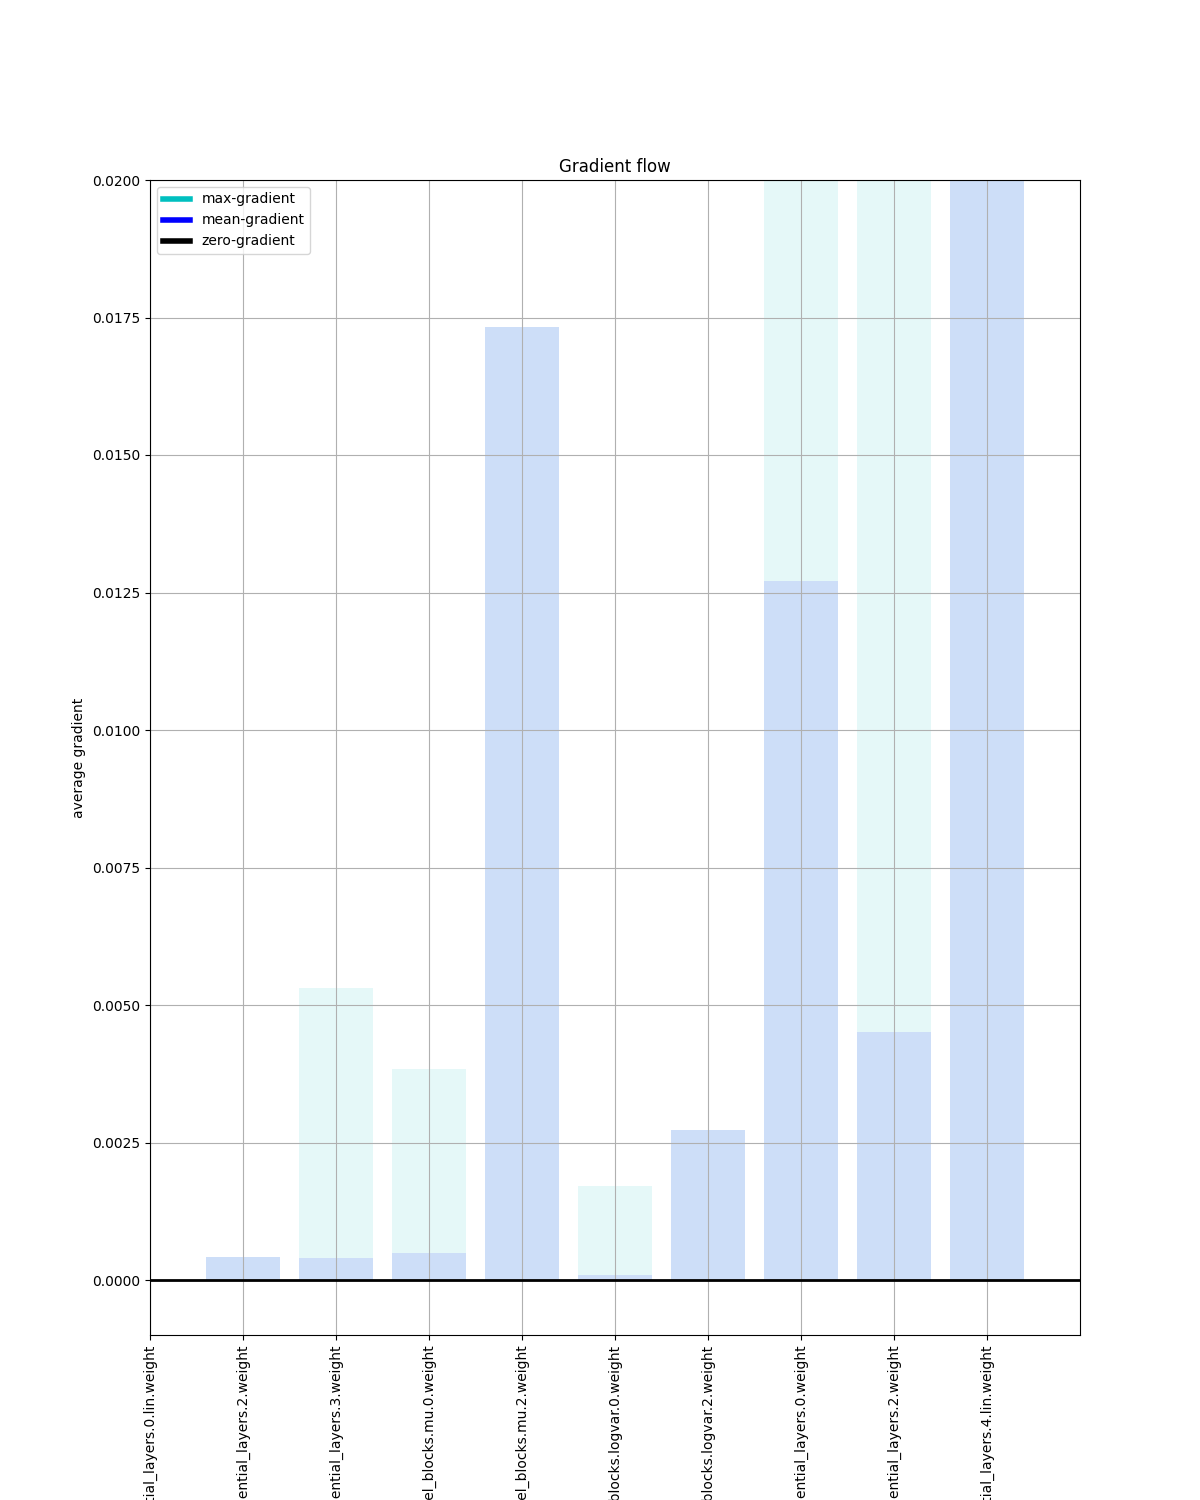 Gradient flow
max-gradient
mean-gradient
zero-gradient
0.0200
0.0175
0.0150
0.0125
0.0100
0.0075
0.0050
0.0025
0.0000
average gradient
tial_layers.0.lin.weight
ential_layers.2.weight
ential_layers.3.weight
el_blocks.mu.0.weight
el_blocks.mu.2.weight
blocks.logvar.0.weight
blocks.logvar.2.weight
ential_layers.0.weight
ential_layers.2.weight
tial_layers.4.lin.weight